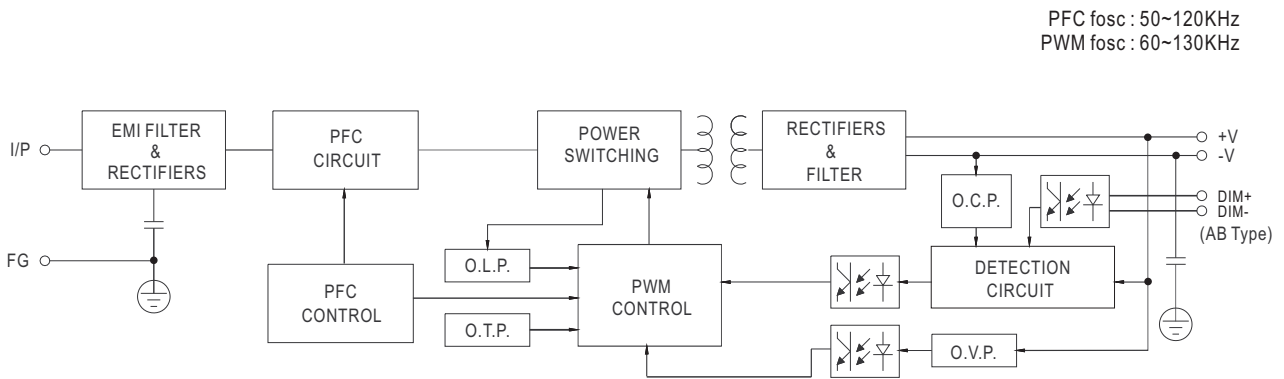 PFC fosc : 50~120KHz
PWM fosc : 60~130KHz
I/P
EMI FILTER
&
RECTIFIERS
PFC
CIRCUIT
POWER
SWITCHING
RECTIFIERS
&
FILTER
+V
-V
O.C.P.
DIM+
DIM-
(AB Type)
FG
O.L.P.
PFC
CONTROL
O.T.P.
PWM
CONTROL
DETECTION
CIRCUIT
O.V.P.